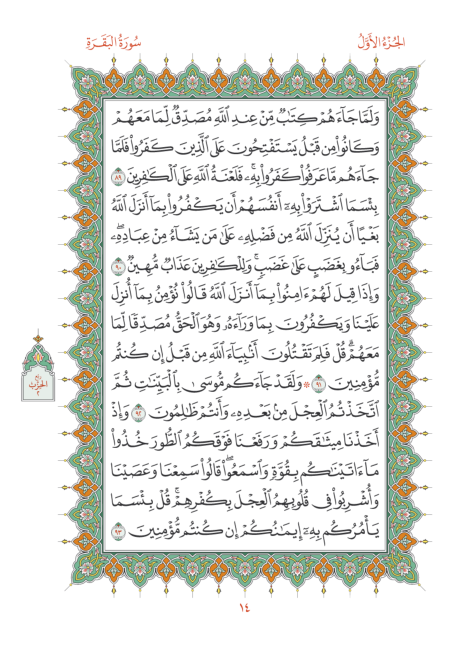 الجُزْءُ الأَوَّلُ
سُورَةُ البَقَرَةِ
وَلَمَّا جَآءَهُمْ كِتَٰبٌ مِّنْ عِندِ ٱللَّهِ مُصَدِّقٌ لِّمَا مَعَهُمْ
وَكَانُوا۟ مِن قَبْلُ يَسْتَفْتِحُونَ عَلَى ٱلَّذِينَ كَفَرُوا۟ فَلَمَّا
جَآءَهُم مَّا عَرَفُوا۟ كَفَرُوا۟ بِهِۦ ۚ فَلَعْنَةُ ٱللَّهِ عَلَى ٱلْكَٰفِرِينَ ٨٩
بِئْسَمَا ٱشْتَرَوْا۟ بِهِۦٓ أَنفُسَهُمْ أَن يَكْفُرُوا۟ بِمَآ أَنزَلَ ٱللَّهُ
بَغْيًا أَن يُنَزِّلَ ٱللَّهُ مِن فَضْلِهِۦ عَلَىٰ مَن يَشَآءُ مِنْ عِبَادِهِۦ ۖ
فَبَآءُو بِغَضَبٍ عَلَىٰ غَضَبٍ ۚ وَلِلْكَٰفِرِينَ عَذَابٌ مُّهِينٌ ٩٠
وَإِذَا قِيلَ لَهُمْ ءَامِنُوا۟ بِمَآ أَنزَلَ ٱللَّهُ قَالُوا۟ نُؤْمِنُ بِمَآ أُنزِلَ
عَلَيْنَا وَيَكْفُرُونَ بِمَا وَرَآءَهُۥ وَهُوَ ٱلْحَقُّ مُصَدِّقًا لِّمَا
مَعَهُمْ ۗ قُلْ فَلِمَ تَقْتُلُونَ أَنۢبِيَآءَ ٱللَّهِ مِن قَبْلُ إِن كُنتُم
مُّؤْمِنِينَ ٩١ ۞ وَلَقَدْ جَآءَكُم مُّوسَىٰ بِٱلْبَيِّنَٰتِ ثُمَّ
ٱتَّخَذْتُمُ ٱلْعِجْلَ مِنۢ بَعْدِهِۦ وَأَنتُمْ ظَٰلِمُونَ ٩٢ وَإِذْ
أَخَذْنَا مِيثَٰقَكُمْ وَرَفَعْنَا فَوْقَكُمُ ٱلطُّورَ خُذُوا۟
مَآ ءَاتَيْنَٰكُم بِقُوَّةٍ وَٱسْمَعُوا۟ ۖ قَالُوا۟ سَمِعْنَا وَعَصَيْنَا
وَأُشْرِبُوا۟ فِى قُلُوبِهِمُ ٱلْعِجْلَ بِكُفْرِهِمْ ۚ قُلْ بِئْسَمَا
يَأْمُرُكُم بِهِۦٓ إِيمَٰنُكُمْ إِن كُنتُم مُّؤْمِنِينَ ٩٣
الحِزْبِ
٢
١٤